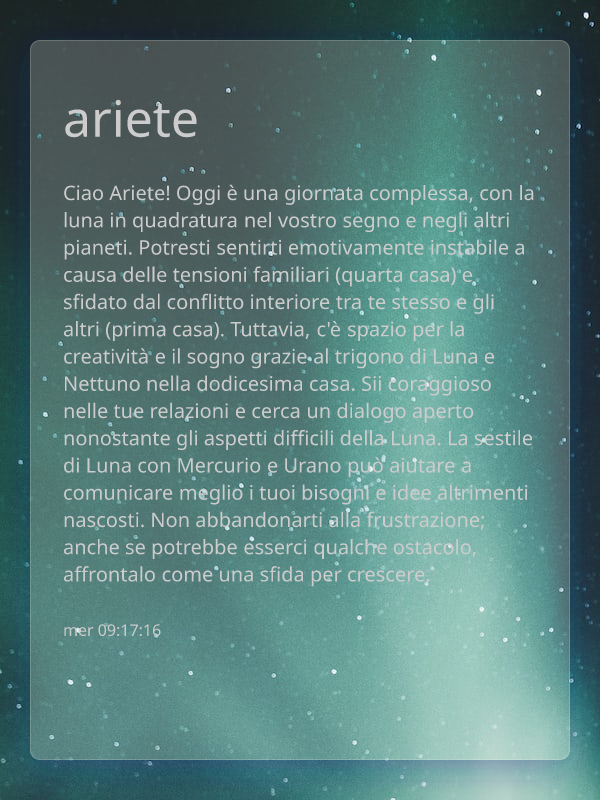 ariete
Ciao Ariete! Oggi è una giornata complessa, con la
luna in quadratura nel vostro segno e negli altri
pianeti. Potresti sentirti emotivamente instabile a
causa delle tensioni familiari (quarta casa) e
sfidato dal conflitto interiore tra te stesso e gli
altri (prima casa). Tuttavia, c'è spazio per la
creatività e il sogno grazie al trigono di Luna e
Nettuno nella dodicesima casa. Sii coraggioso
nelle tue relazioni e cerca un dialogo aperto
nonostante gli aspetti difficili della Luna. La sestile
di Luna con Mercurio e Urano può aiutare a
comunicare meglio i tuoi bisogni e idee altrimenti
nascosti. Non abbandonarti alla frustrazione;
anche se potrebbe esserci qualche ostacolo,
affrontalo come una sfida per crescere.
mer 09:17:16